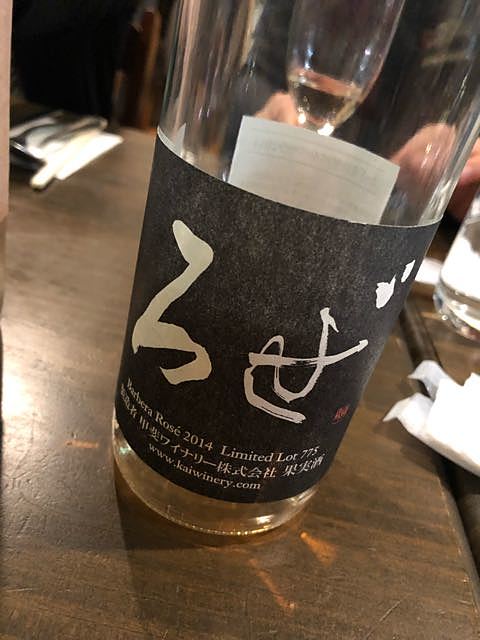 ろぜ
Barbera Rosé 2014 Limited Lot 775
製造者 甲斐ワイナリー株式会社 果実酒
www.kaiwinery.com